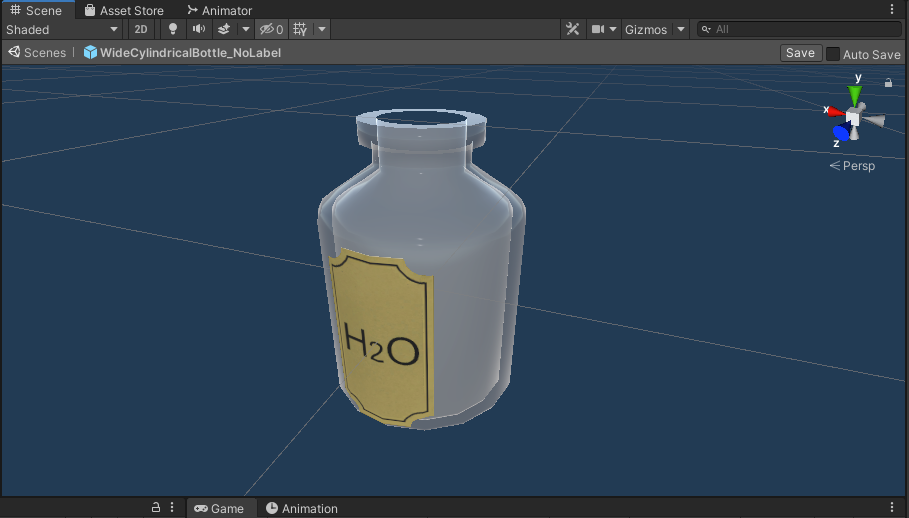 Scene Asset Store Animator
Shaded 2D 0 Gizmos All
Scenes WideCylindricalBottle_NoLabel Save Auto Save
y
x
z
Persp
H2O
Game Animation